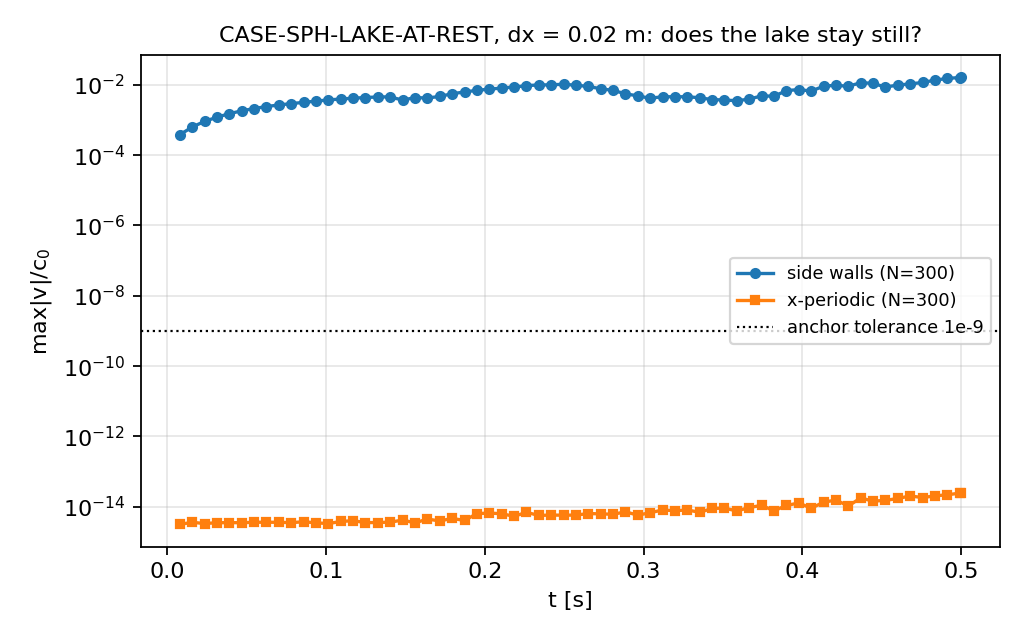 CASE-SPH-LAKE-AT-REST, dx = 0.02 m: does the lake stay still?
max|v|/c₀
10⁻²
10⁻⁴
10⁻⁶
10⁻⁸
10⁻¹⁰
10⁻¹²
10⁻¹⁴
side walls (N=300)
x-periodic (N=300)
anchor tolerance 1e-9
0.0 0.1 0.2 0.3 0.4 0.5
t [s]